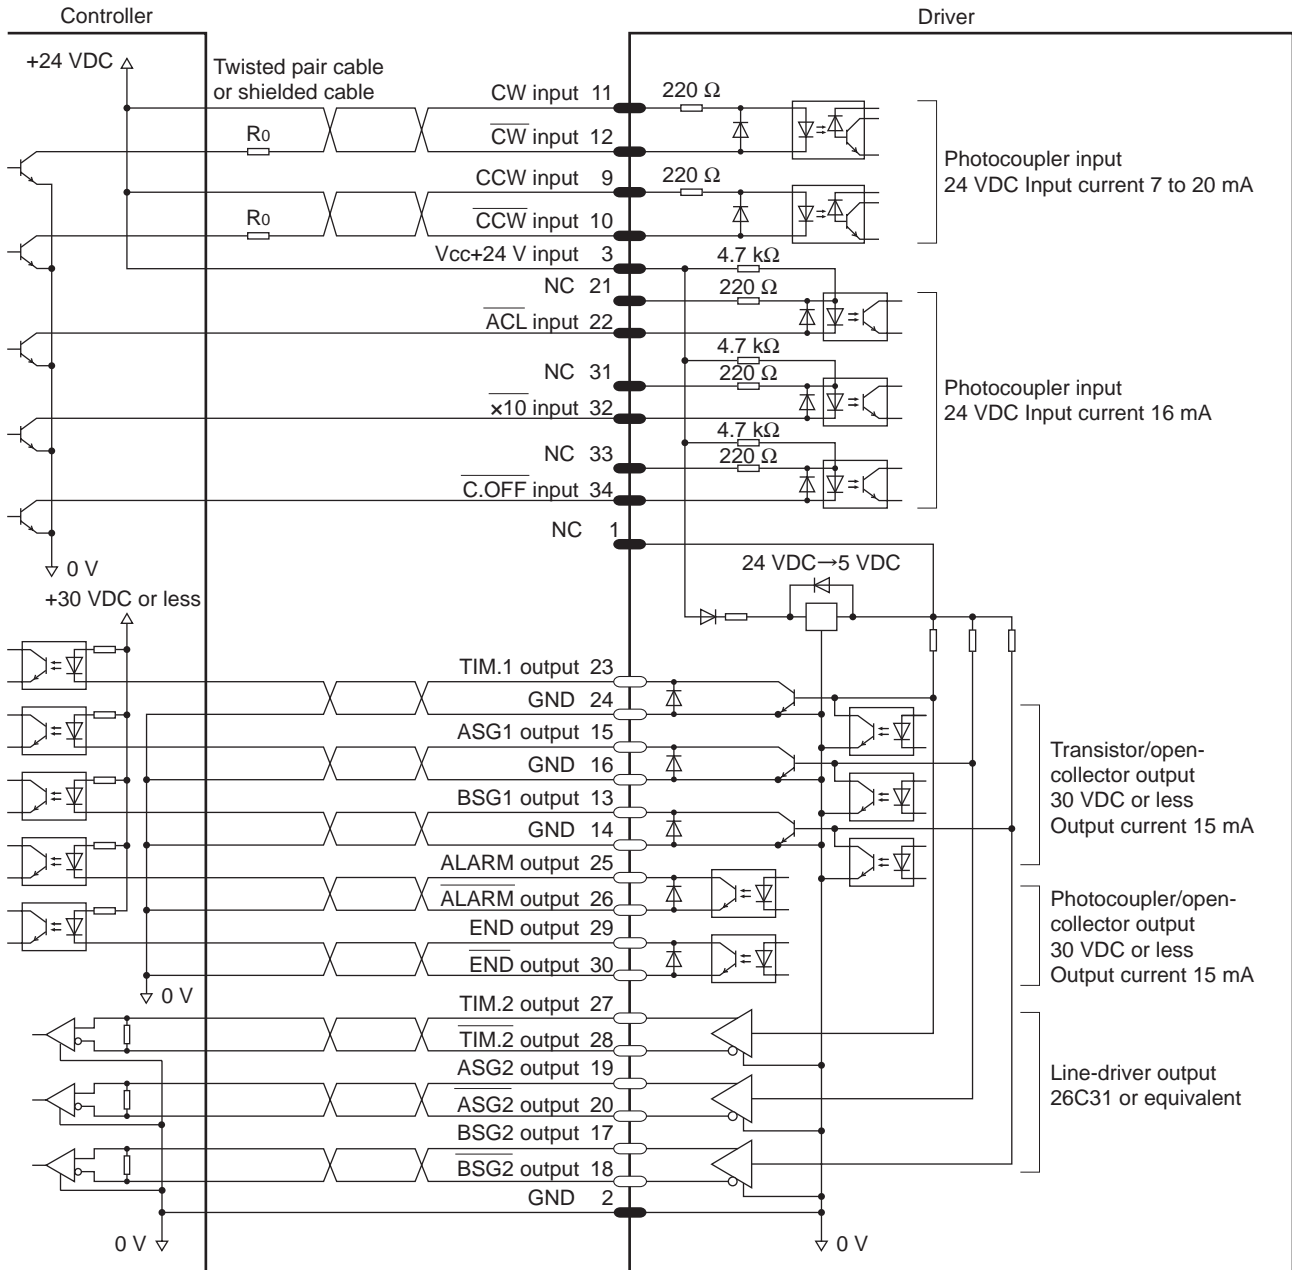 Controller
Driver
+24 VDC
Twisted pair cable
or shielded cable
CW input 11
220 Ω
R0
CW input 12
Photocoupler input
24 VDC Input current 7 to 20 mA
CCW input 9
220 Ω
R0
CCW input 10
Vcc+24 V input 3
4.7 kΩ
NC 21
220 Ω
ACL input 22
4.7 kΩ
NC 31
220 Ω
Photocoupler input
24 VDC Input current 16 mA
×10 input 32
4.7 kΩ
NC 33
220 Ω
C.OFF input 34
NC 1
0 V
24 VDC→5 VDC
+30 VDC or less
TIM.1 output 23
GND 24
ASG1 output 15
GND 16
BSG1 output 13
GND 14
Transistor/open-
collector output
30 VDC or less
Output current 15 mA
ALARM output 25
ALARM output 26
END output 29
END output 30
Photocoupler/open-
collector output
30 VDC or less
Output current 15 mA
0 V
TIM.2 output 27
TIM.2 output 28
ASG2 output 19
ASG2 output 20
BSG2 output 17
BSG2 output 18
Line-driver output
26C31 or equivalent
GND 2
0 V
0 V